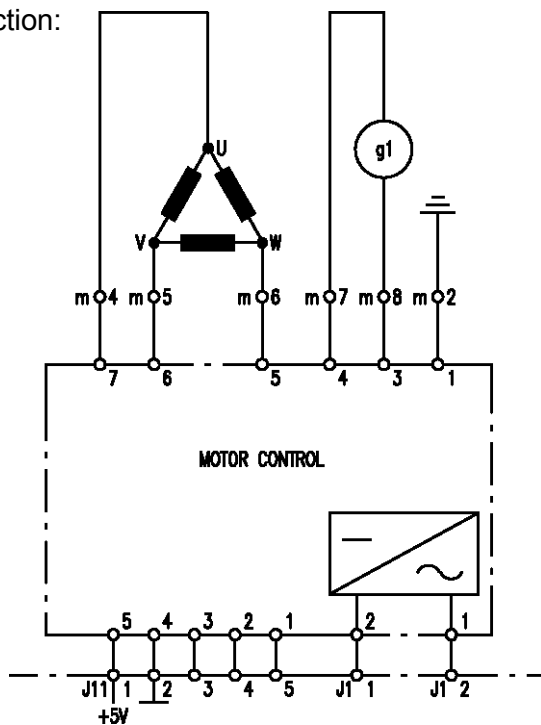 ction:
U
g1
V W
m 4 m 5 m 6 m 7 m 8 m 2
7 6 5 4 3 1
MOTOR CONTROL
5 4 3 2 1 2 1
J11 1 2 3 4 5 J1 1 J1 2
+5V